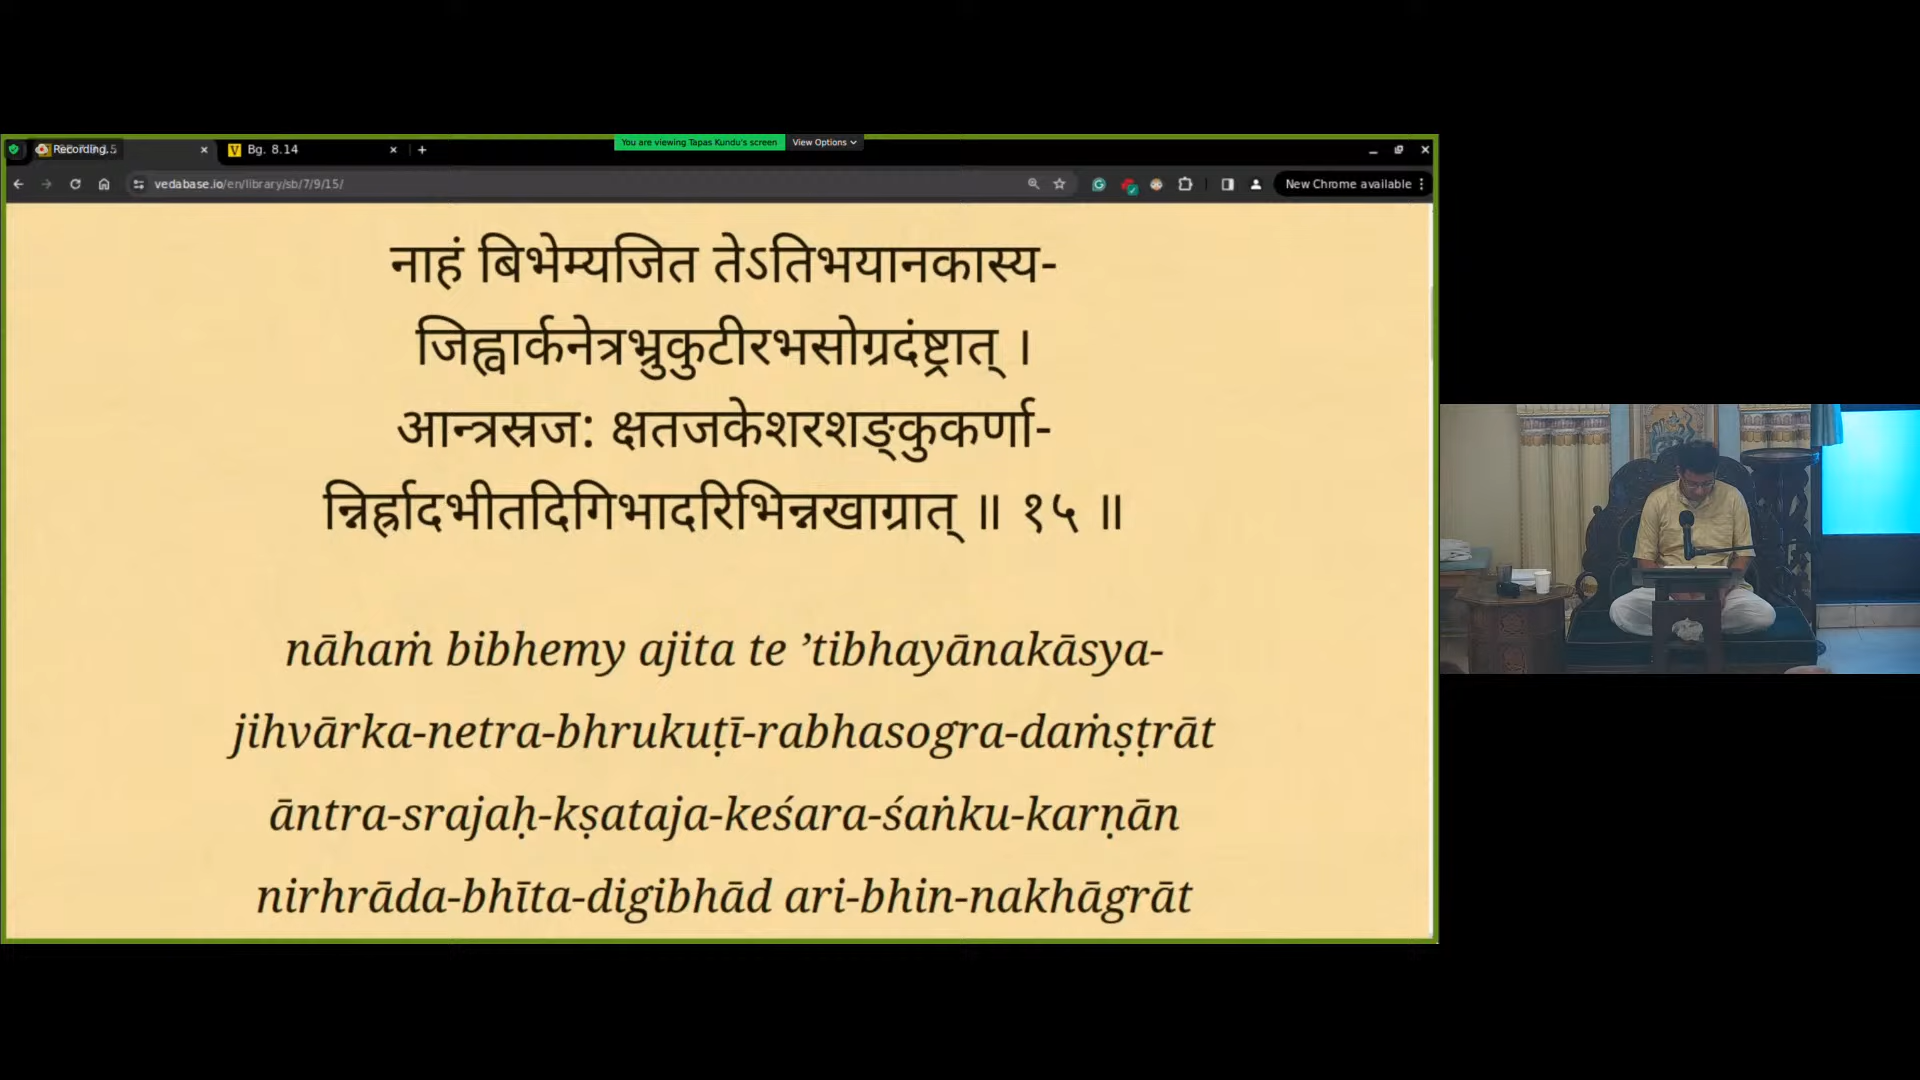 You are viewing Tapas Kundu's screen
View Options
Recording...
Bg. 8.14
vedabase.io/en/library/sb/7/9/15/
New Chrome available
नाहं बिभेम्यजित तेऽतिभयानकास्य-
जिह्वार्कनेत्रभ्रुकुटीरभसोग्रदंष्ट्रात् ।
आन्त्रस्रज: क्षतजकेशरशङ्कुकर्णा-
न्निर्ह्रादभीतदिगिभादरिभिन्नखाग्रात् ॥ १५ ॥
nāhaṁ bibhemy ajita te ’tibhayānakāsya-
jihvārka-netra-bhrukuṭī-rabhasogra-daṁṣṭrāt
āntra-srajaḥ-kṣataja-keśara-śaṅku-karṇān
nirhrāda-bhīta-digibhād ari-bhin-nakhāgrāt